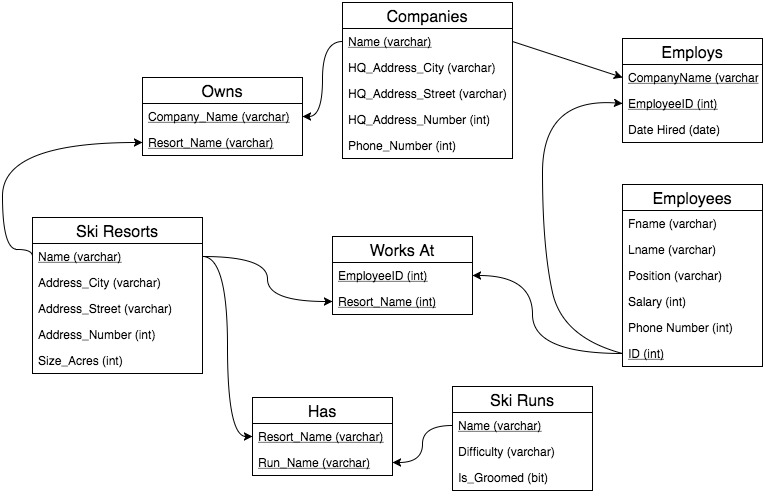 Companies
Name (varchar)
HQ_Address_City (varchar)
HQ_Address_Street (varchar)
HQ_Address_Number (int)
Phone_Number (int)
Employs
CompanyName (varchar
EmployeeID (int)
Date Hired (date)
Owns
Company_Name (varchar)
Resort_Name (varchar)
Employees
Fname (varchar)
Lname (varchar)
Position (varchar)
Salary (int)
Phone Number (int)
ID (int)
Ski Resorts
Name (varchar)
Address_City (varchar)
Address_Street (varchar)
Address_Number (int)
Size_Acres (int)
Works At
EmployeeID (int)
Resort_Name (int)
Has
Resort_Name (varchar)
Run_Name (varchar)
Ski Runs
Name (varchar)
Difficulty (varchar)
Is_Groomed (bit)